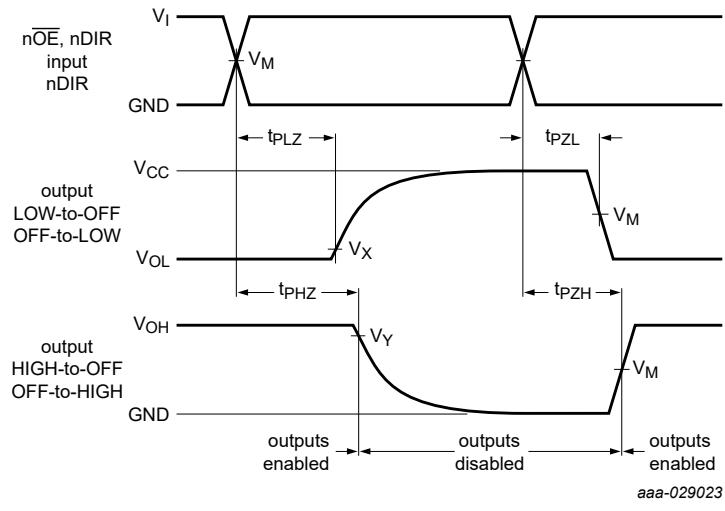 V_I
nO̅E̅, nDIR
input
nDIR
V_M
GND
t_PLZ
t_PZL
V_CC
output
LOW-to-OFF
OFF-to-LOW
V_M
V_X
V_OL
t_PHZ
t_PZH
V_OH
V_Y
output
HIGH-to-OFF
OFF-to-HIGH
V_M
GND
outputs
enabled
outputs
disabled
outputs
enabled
aaa-029023